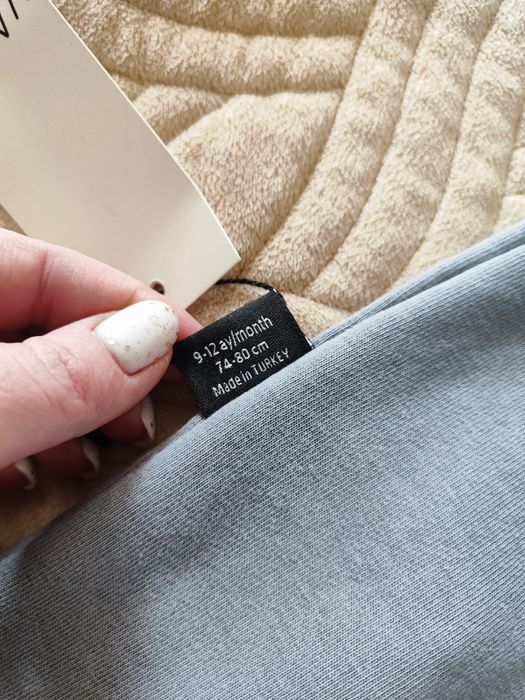 9-12 ay/month
74-80 cm
Made in TURKEY